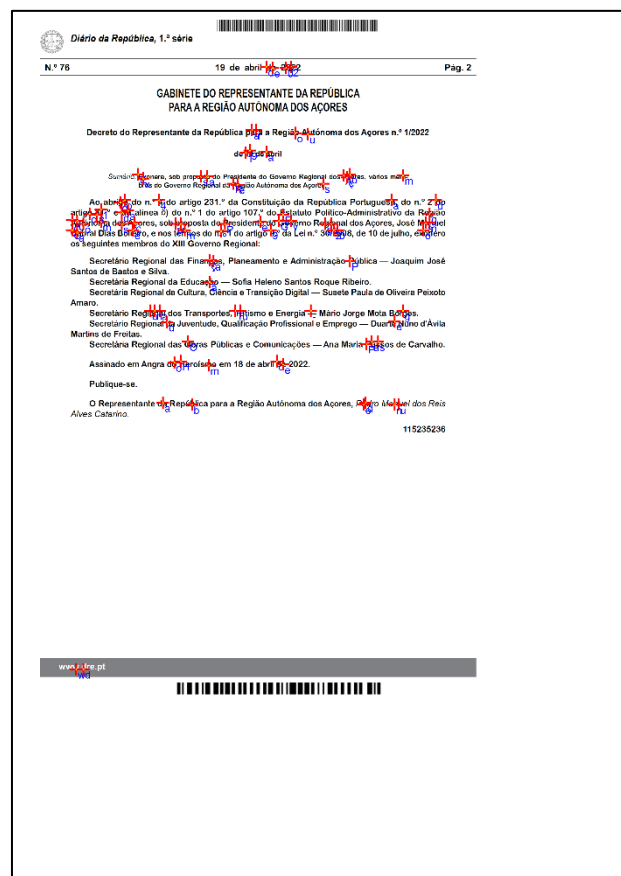 Diário da República, 1.ª série
N.º 76 19 de abril de 2022 Pág. 2
GABINETE DO REPRESENTANTE DA REPÚBLICA
PARA A REGIÃO AUTÓNOMA DOS AÇORES
Decreto do Representante da República para a Região Autónoma dos Açores n.º 1/2022
de de abril
Sumário: Exonera, sob proposta do Presidente do Governo Regional dos Açores, vários mem-
bros do Governo Regional da Região Autónoma dos Açores.
Ao abrigo do n.º do artigo 231.º da Constituição da República Portuguesa, do n.º 2 do
artigo e da alínea b) do n.º 1 do artigo 107.º do Estatuto Político-Administrativo da Região
Autónoma dos Açores, sob proposta do Presidente do Governo Regional dos Açores, José Manuel
Cabral Dias Bolieiro, e nos termos do n.º 1 do artigo da Lei n.º de 10 de julho, exonero
os seguintes membros do XIII Governo Regional:
Secretário Regional das Finanças, Planeamento e Administração Pública — Joaquim José
Santos de Bastos e Silva.
Secretária Regional da Educação — Sofia Heleno Santos Roque Ribeiro.
Secretária Regional da Cultura, Ciência e Transição Digital — Susete Paula de Oliveira Peixoto
Amaro.
Secretário Regional dos Transportes, Turismo e Energia — Mário Jorge Mota Borges.
Secretário Regional da Juventude, Qualificação Profissional e Emprego — Duarte Nuno d'Ávila
Martins de Freitas.
Secretária Regional das Obras Públicas e Comunicações — Ana Maria de Carvalho.
Assinado em Angra do Heroísmo em 18 de abril de 2022.
Publique-se.
O Representante da República para a Região Autónoma dos Açores, Pedro Manuel dos Reis
Alves Catarino.
115235236
www.dre.pt